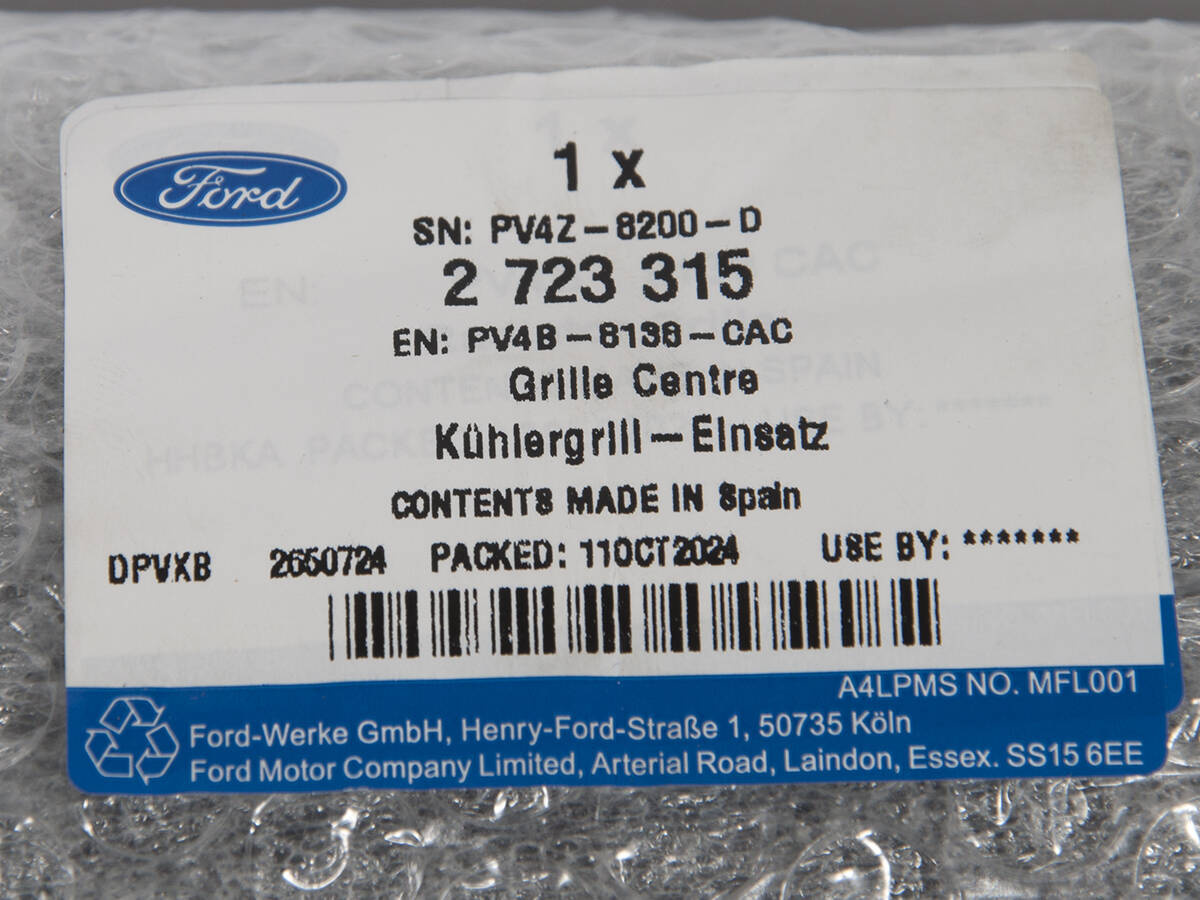 Ford
1 x
SN: PV4Z-8200-D
2 723 315
EN: PV4B-8138-CAC
Grille Centre
Kühlergrill-Einsatz
CONTENTS MADE IN Spain
DPVXB 2650724 PACKED: 11OCT2024 USE BY: *******
A4LPMS NO. MFL001
Ford-Werke GmbH, Henry-Ford-Straße 1, 50735 Köln
Ford Motor Company Limited, Arterial Road, Laindon, Essex. SS15 6EE